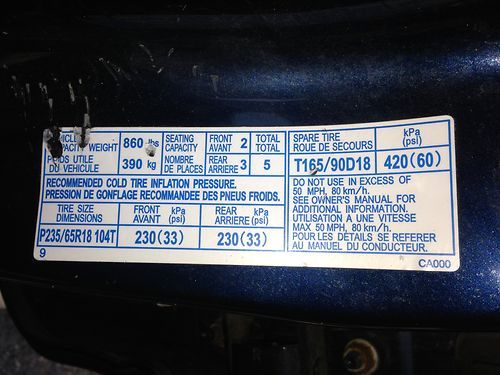 WEIGHT 860 lbs SEATING CAPACITY FRONT AVANT 2 TOTAL TOTAL 5
UTILE DU VEHICULE 390 kg NOMBRE DE PLACES REAR ARRIERE 3
RECOMMENDED COLD TIRE INFLATION PRESSURE.
PRESSION DE GONFLAGE RECOMMANDEE DES PNEUS FROIDS.
TIRE SIZE DIMENSIONS
FRONT AVANT kPa (psi)
REAR ARRIERE kPa (psi)
P235/65R18 104T 230(33) 230(33)
9
SPARE TIRE
ROUE DE SECOURS
kPa
(psi)
T165/90D18 420(60)
DO NOT USE IN EXCESS OF
50 MPH, 80 km/h.
SEE OWNER'S MANUAL FOR
ADDITIONAL INFORMATION.
UTILISATION A UNE VITESSE
MAX 50 MPH, 80 km/h.
POUR LES DÉTAILS SE REFERER
AU MANUEL DU CONDUCTEUR.
CA000